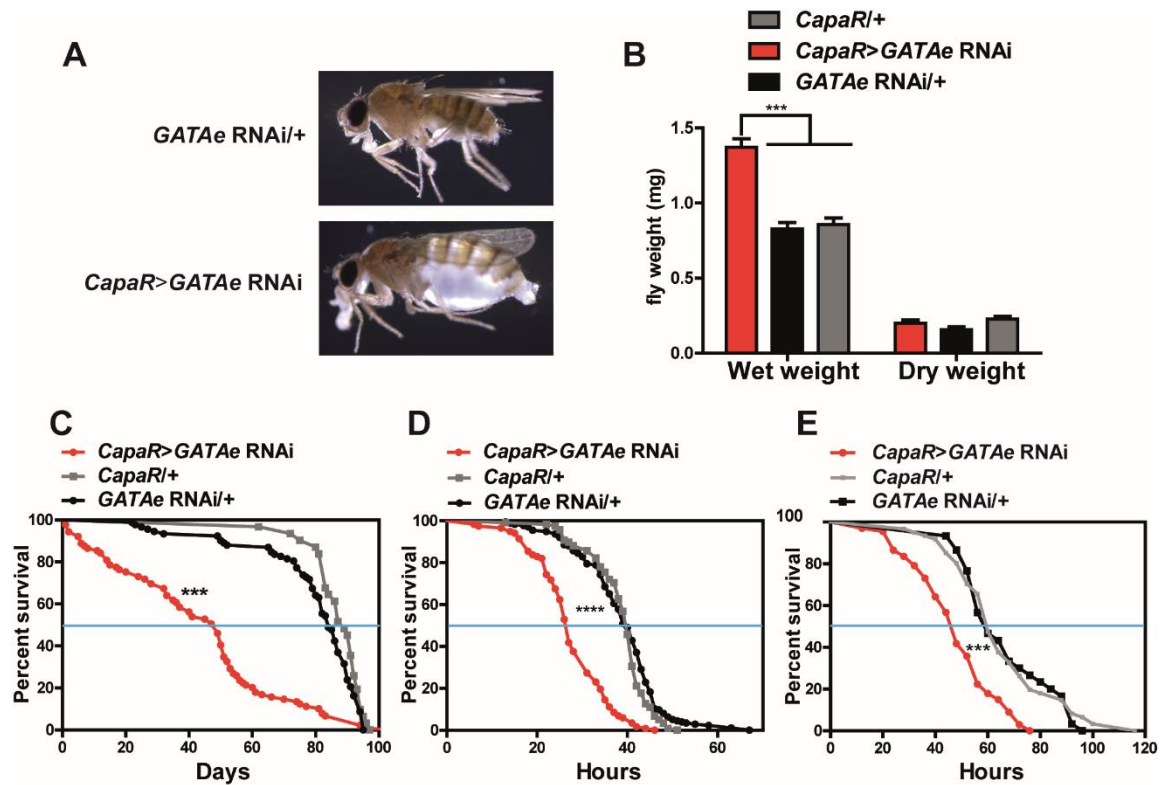 A
GATAe RNAi/+
CapaR>GATAe RNAi
B
CapaR/+
CapaR>GATAe RNAi
GATAe RNAi/+
***
fly weight (mg)
1.5
1.0
0.5
0.0
Wet weight
Dry weight
C
CapaR>GATAe RNAi
CapaR/+
GATAe RNAi/+
Percent survival
100
80
60
40
20
0
***
0 20 40 60 80 100
Days
D
CapaR>GATAe RNAi
CapaR/+
GATAe RNAi/+
Percent survival
100
80
60
40
20
0
****
0 20 40 60
Hours
E
CapaR>GATAe RNAi
CapaR/+
GATAe RNAi/+
Percent survival
100
80
60
40
20
0
***
0 20 40 60 80 100 120
Hours